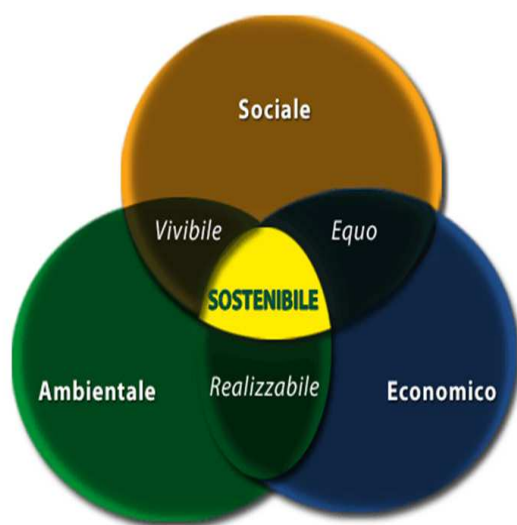 Sociale
Vivibile
Equo
SOSTENIBILE
Ambientale
Realizzabile
Economico